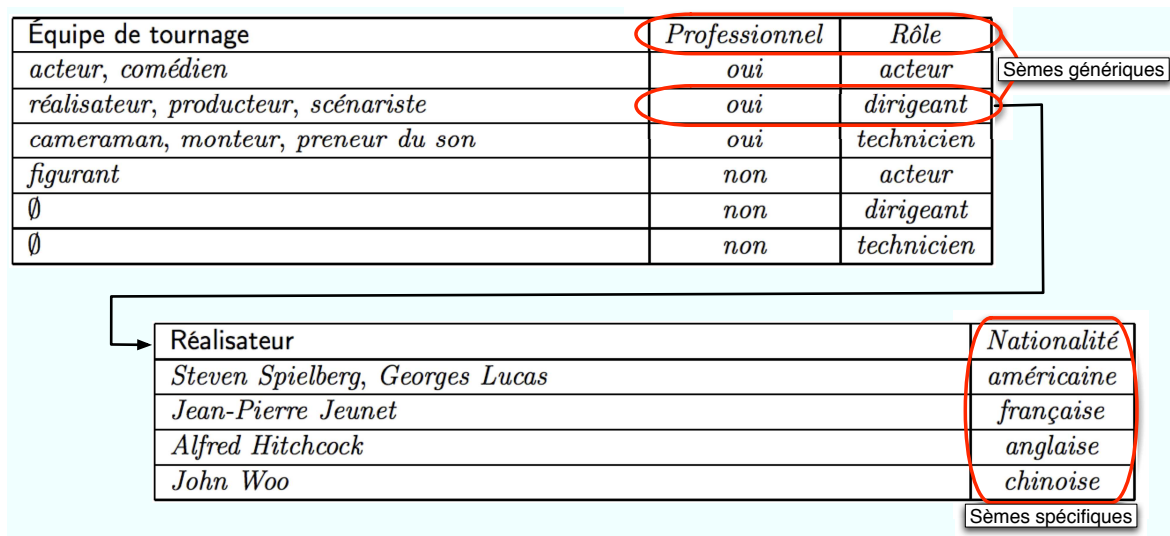 Équipe de tournage Professionnel Rôle
acteur, comédien oui acteur
Sèmes génériques
réalisateur, producteur, scénariste oui dirigeant
cameraman, monteur, preneur du son oui technicien
figurant non acteur
∅ non dirigeant
∅ non technicien
Réalisateur Nationalité
Steven Spielberg, Georges Lucas américaine
Jean-Pierre Jeunet française
Alfred Hitchcock anglaise
John Woo chinoise
Sèmes spécifiques